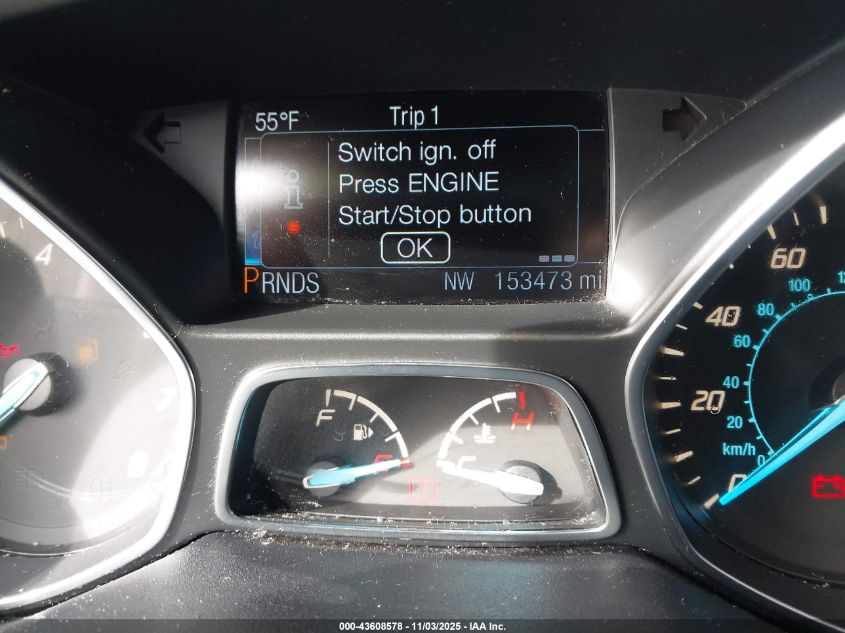 55°F Trip 1
Switch ign. off
Press ENGINE
Start/Stop button
OK
PRNDS NW 153473 mi
4
7
F
H
C
60
40
20
0
100
80
60
40
20
km/h
0
000-43608578 - 11/03/2025 - IAA Inc.